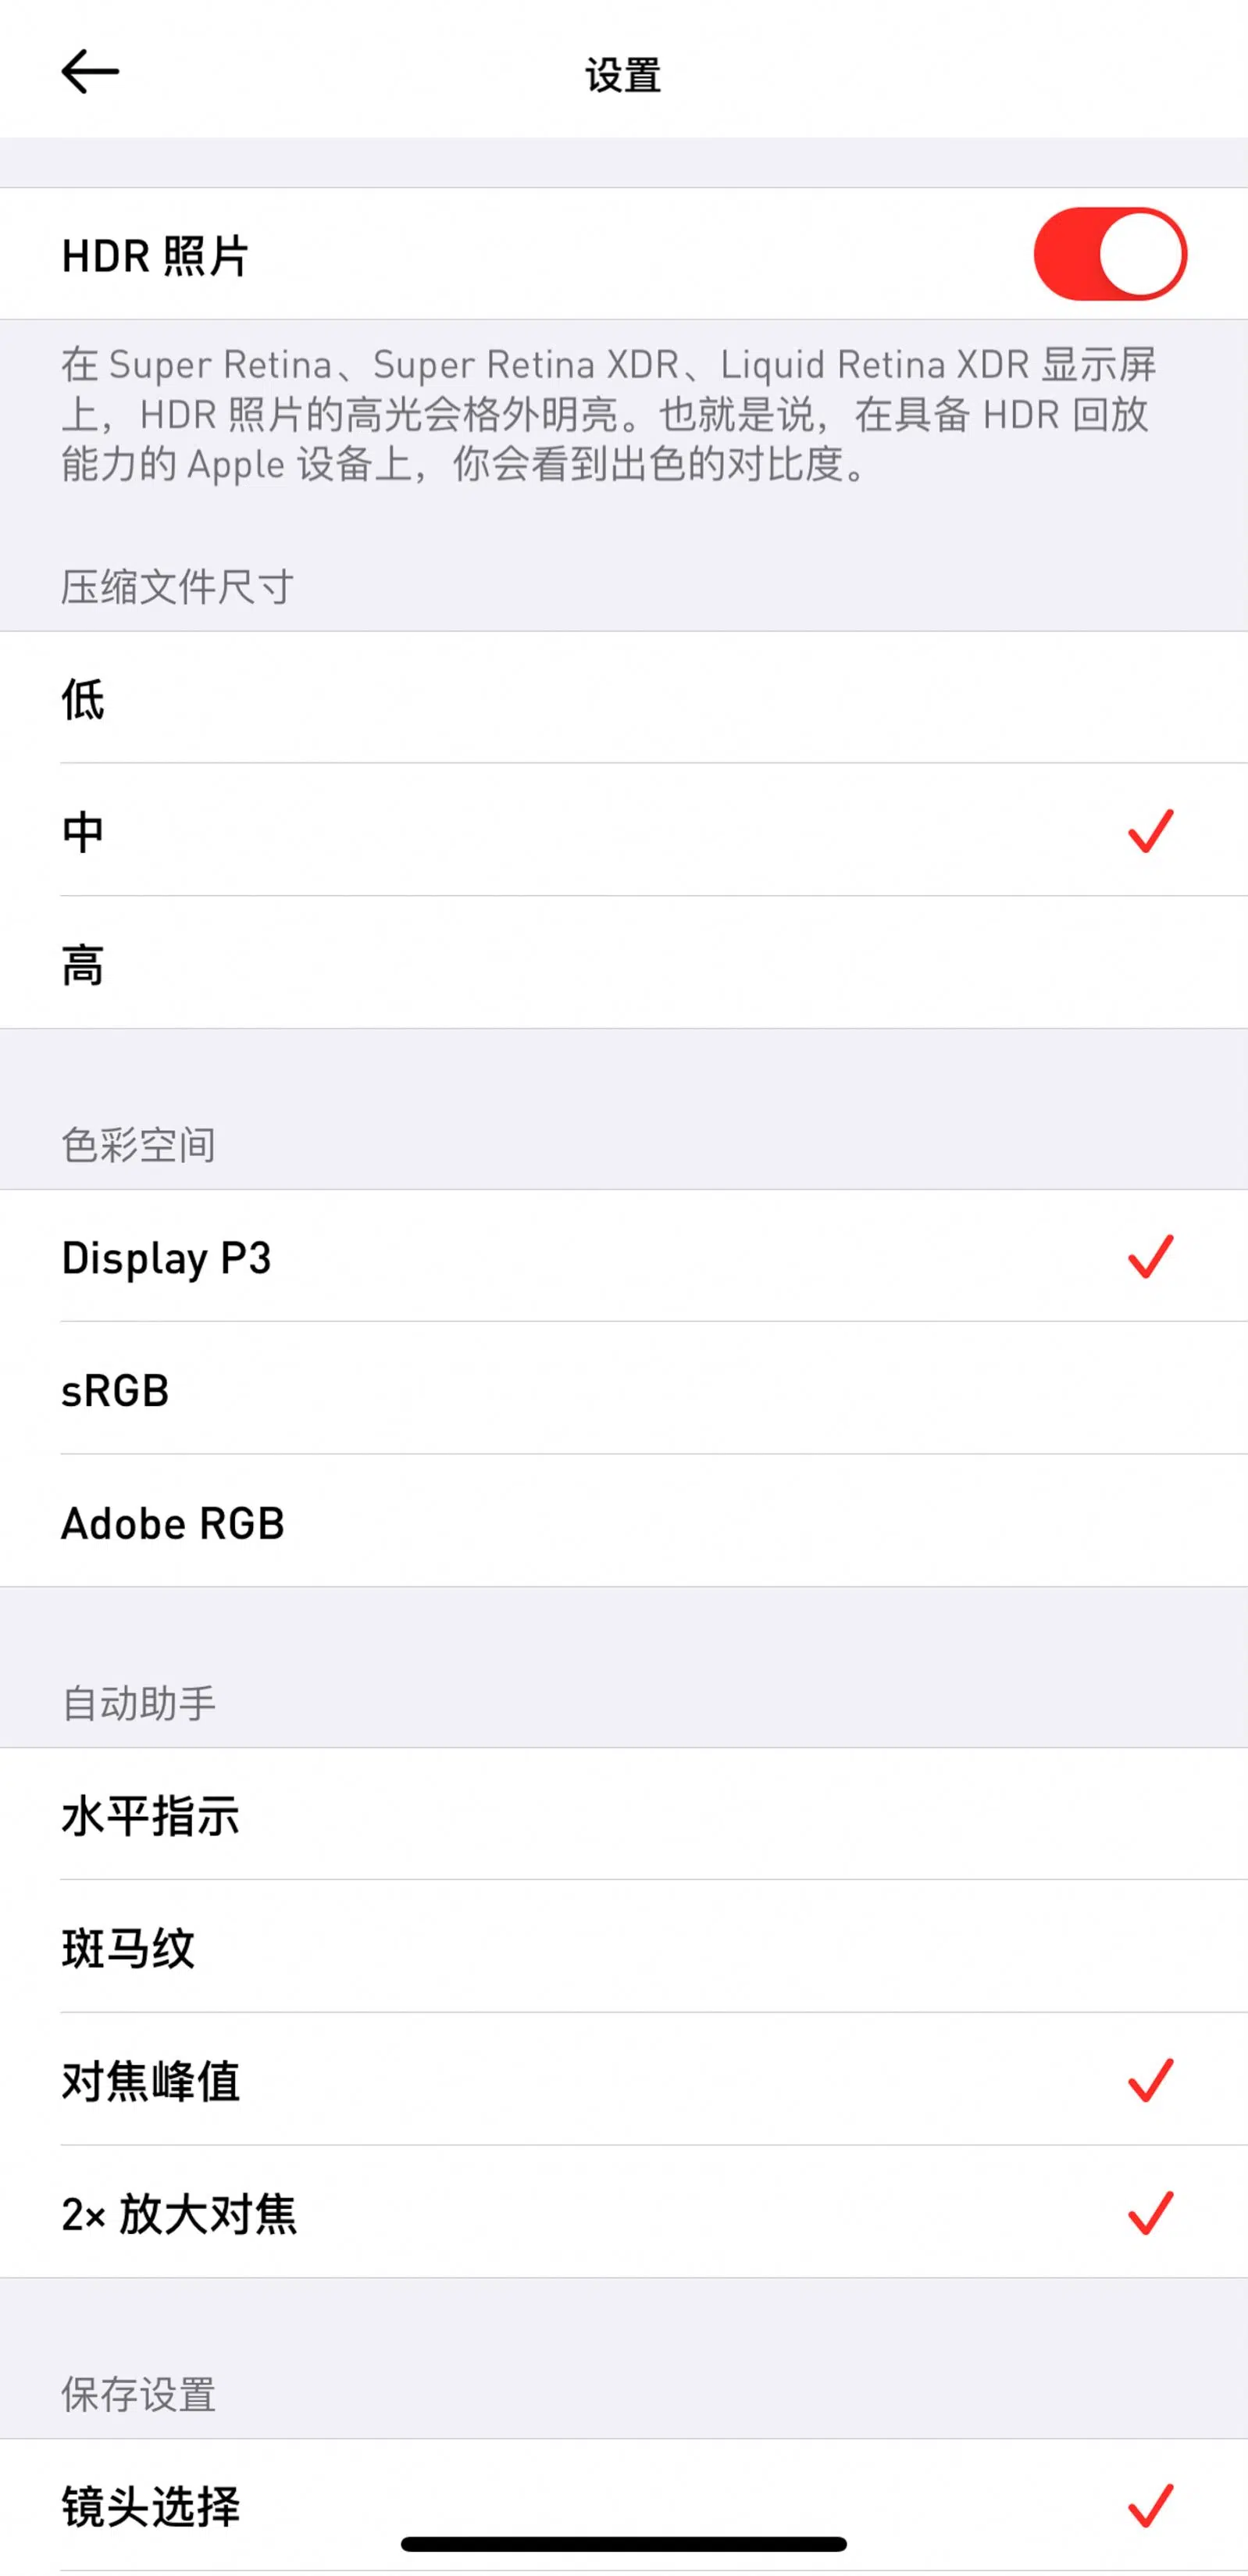 设置
HDR 照片
在 Super Retina、Super Retina XDR、Liquid Retina XDR 显示屏
上，HDR 照片的高光会格外明亮。也就是说，在具备 HDR 回放
能力的 Apple 设备上，你会看到出色的对比度。
压缩文件尺寸
低
中
高
色彩空间
Display P3
sRGB
Adobe RGB
自动助手
水平指示
斑马纹
对焦峰值
2× 放大对焦
保存设置
镜头选择